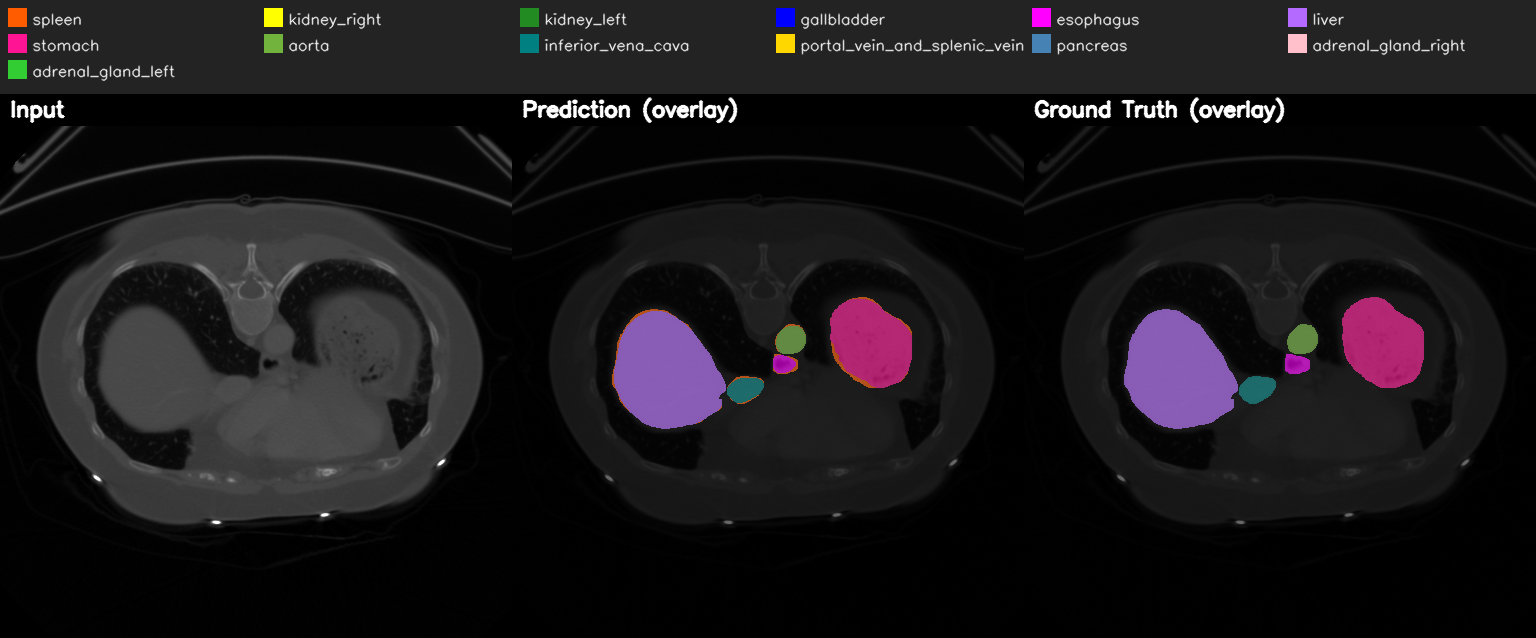 spleen kidney_right kidney_left gallbladder esophagus liver
stomach aorta inferior_vena_cava portal_vein_and_splenic_vein pancreas adrenal_gland_right
adrenal_gland_left
Input Prediction (overlay) Ground Truth (overlay)